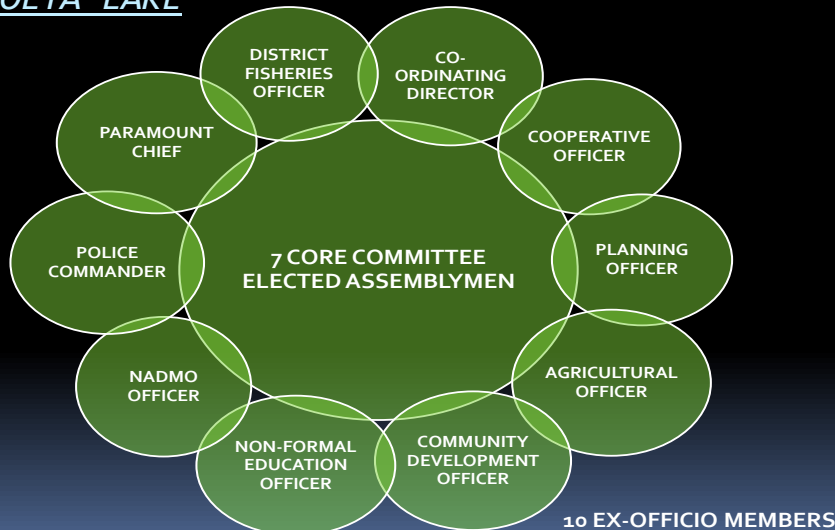 LAKE
DISTRICT
FISHERIES
OFFICER
CO-
ORDINATING
DIRECTOR
PARAMOUNT
CHIEF
COOPERATIVE
OFFICER
POLICE
COMMANDER
7 CORE COMMITTEE
ELECTED ASSEMBLYMEN
PLANNING
OFFICER
NADMO
OFFICER
AGRICULTURAL
OFFICER
NON-FORMAL
EDUCATION
OFFICER
COMMUNITY
DEVELOPMENT
OFFICER
10 EX-OFFICIO MEMBERS